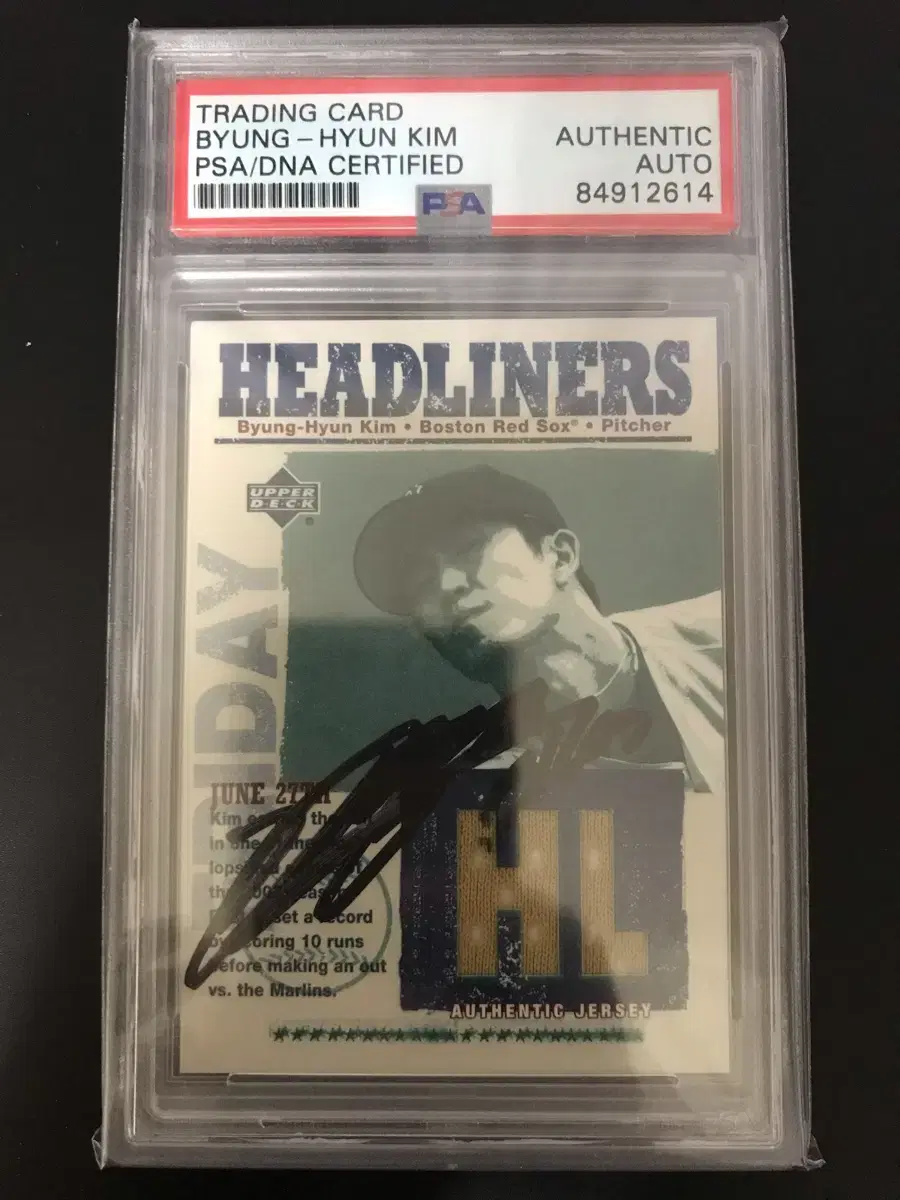 TRADING CARD
BYUNG-HYUN KIM
PSA/DNA CERTIFIED
AUTHENTIC
AUTO
84912614
PSA
HEADLINERS
Byung-Hyun Kim • Boston Red Sox® • Pitcher
UPPER
DECK
®
JUNE 27TH
Kim
In
set a
10 runs
before making an out
vs. the Marlins.
HL
AUTHENTIC JERSEY